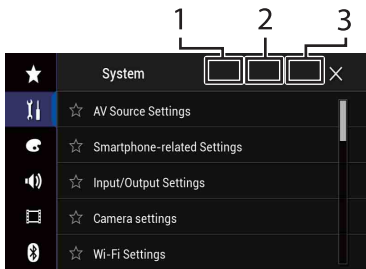 1 2 3
System
AV Source Settings
Smartphone-related Settings
Input/Output Settings
Camera settings
Wi-Fi Settings